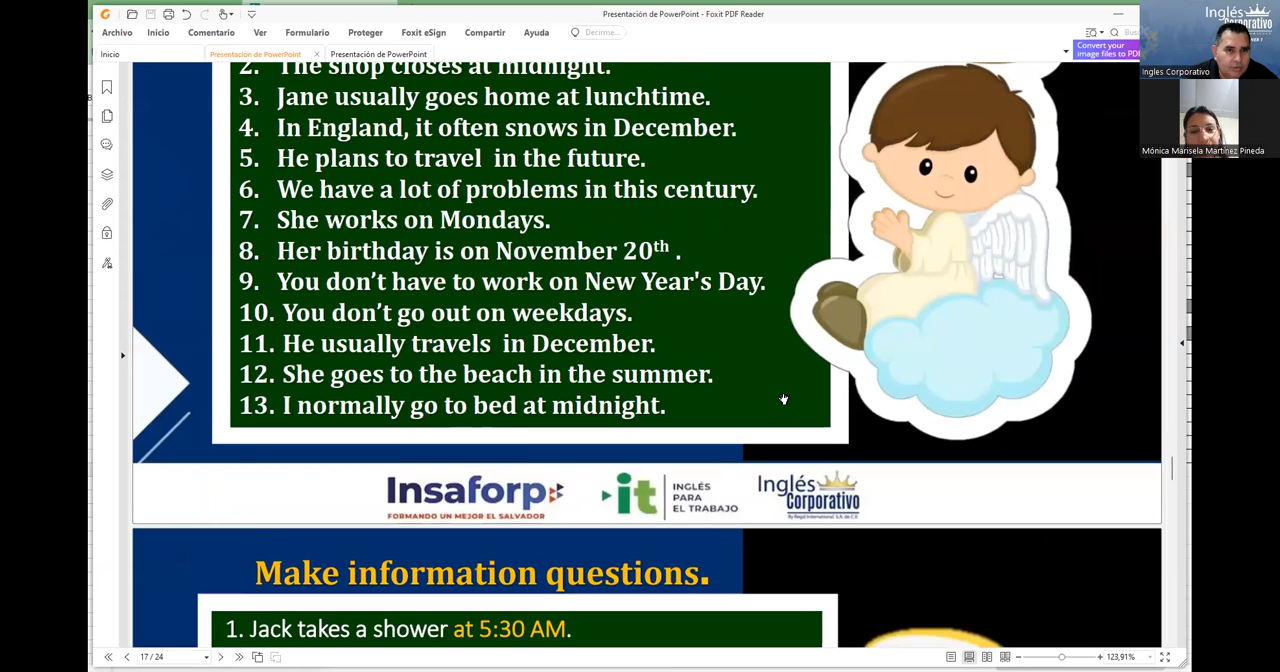 Presentación de PowerPoint - Foxit PDF Reader
Archivo Inicio Comentario Ver Formulario Proteger Foxit eSign Compartir Ayuda Decirme...
Inicio Presentación de PowerPoint Presentación de PowerPoint
Convert your
image files to PD
Inglés
Ingles Corporativo
Mónica Marisela Martinez Pineda
2. The shop closes at midnight.
3. Jane usually goes home at lunchtime.
4. In England, it often snows in December.
5. He plans to travel in the future.
6. We have a lot of problems in this century.
7. She works on Mondays.
8. Her birthday is on November 20th .
9. You don’t have to work on New Year's Day.
10. You don’t go out on weekdays.
11. He usually travels in December.
12. She goes to the beach in the summer.
13. I normally go to bed at midnight.
Insaforp
FORMANDO UN MEJOR EL SALVADOR
it
INGLÉS
PARA
EL TRABAJO
Inglés
Corporativo
Make information questions.
1. Jack takes a shower at 5:30 AM.
17 / 24
123,91%